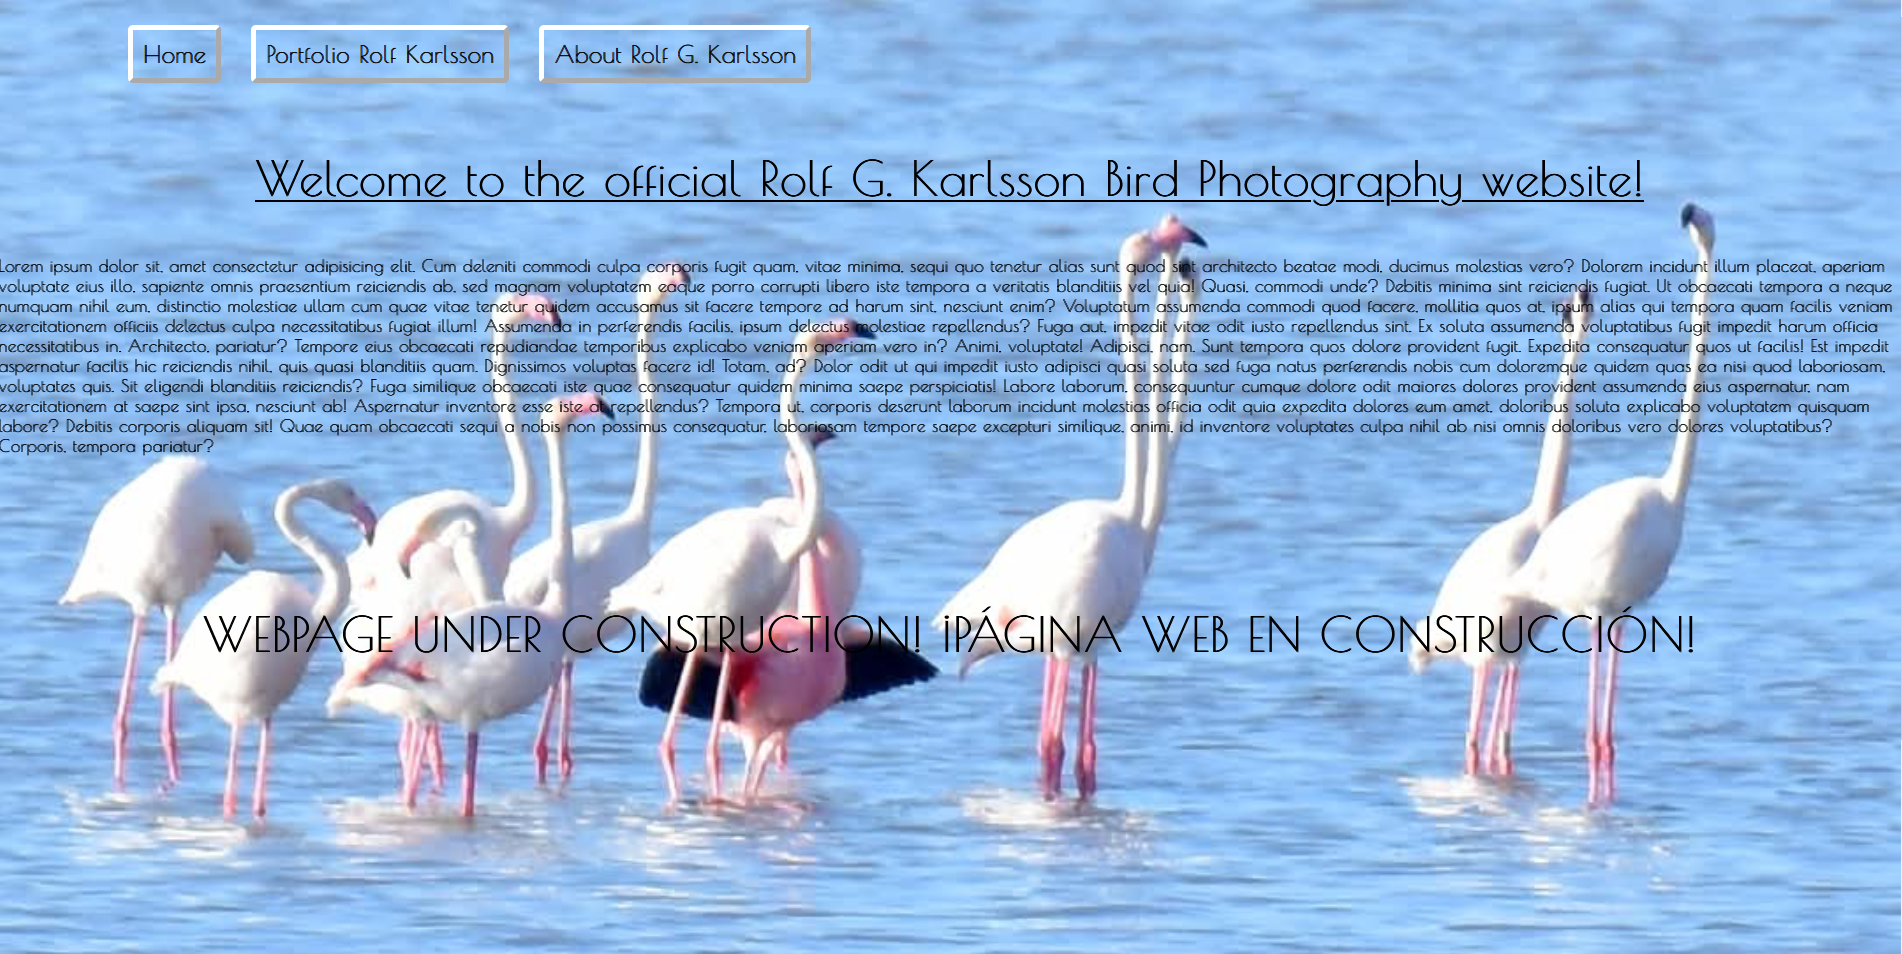 Home
Portfolio Rolf Karlsson
About Rolf G. Karlsson
Welcome to the official Rolf G. Karlsson Bird Photography website!
Lorem ipsum dolor sit, amet consectetur adipisicing elit. Cum deleniti commodi culpa corporis fugit quam, vitae minima, sequi quo tenetur alias sunt quod sint architecto beatae modi, ducimus molestias vero? Dolorem incidunt illum placeat, aperiam
voluptate eius illo, sapiente omnis praesentium reiciendis ab, sed magnam voluptatem eaque porro corrupti libero iste tempora a veritatis blanditiis vel quia! Quasi, commodi unde? Debitis minima sint reiciendis fugiat. Ut obcaecati tempora a neque
numquam nihil eum, distinctio molestiae ullam cum quae vitae tenetur quidem accusamus sit facere tempore ad harum sint, nesciunt enim? Voluptatum assumenda commodi quod facere, mollitia quos at, ipsum alias qui tempora quam facilis veniam
exercitationem officiis delectus culpa necessitatibus fugiat illum! Assumenda in perferendis facilis, ipsum delectus molestiae repellendus? Fuga aut, impedit vitae odit iusto repellendus sint. Ex soluta assumenda voluptatibus fugit impedit harum officia
necessitatibus in. Architecto, pariatur? Tempore eius obcaecati repudiandae temporibus explicabo veniam aperiam vero in? Animi, voluptate! Adipisci, nam. Sunt tempora quos dolore provident fugit. Expedita consequatur quos ut facilis! Est impedit
aspernatur facilis hic reiciendis nihil, quis quasi blanditiis quam. Dignissimos voluptas facere id! Totam, ad? Dolor odit ut qui impedit iusto adipisci quasi soluta sed fuga natus perferendis nobis cum doloremque quidem quas ea nisi quod laboriosam,
voluptates quis. Sit eligendi blanditiis reiciendis? Fuga similique obcaecati iste quae consequatur quidem minima saepe perspiciatis! Labore laborum, consequuntur cumque dolore odit maiores dolores provident assumenda eius aspernatur, nam
exercitationem at saepe sint ipsa, nesciunt ab! Aspernatur inventore esse iste at repellendus? Tempora ut, corporis deserunt laborum incidunt molestias officia odit quia expedita dolores eum amet, doloribus soluta explicabo voluptatem quisquam
labore? Debitis corporis aliquam sit! Quae quam obcaecati sequi a nobis non possimus consequatur, laboriosam tempore saepe excepturi similique, animi, id inventore voluptates culpa nihil ab nisi omnis doloribus vero dolores voluptatibus?
Corporis, tempora pariatur?
WEBPAGE UNDER CONSTRUCTION! ¡PÁGINA WEB EN CONSTRUCCIÓN!